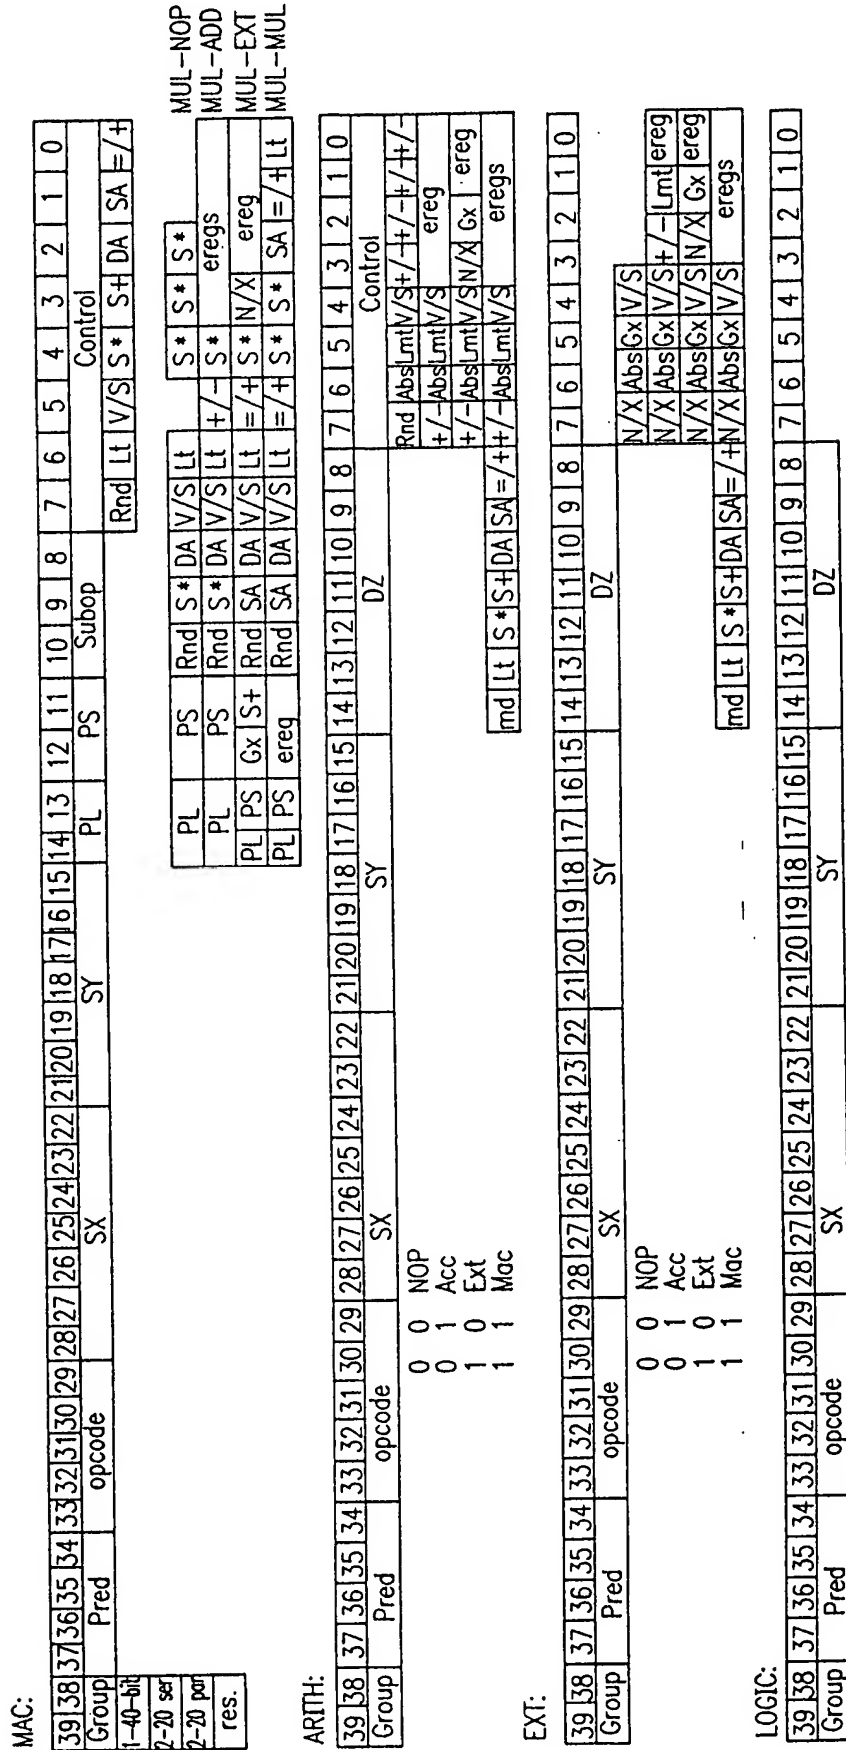 MAC:
39 38 37 36 35 34 33 32 31 30 29 28 27 26 25 24 23 22 21 20 19 18 17 16 15 14 13 12 11 10 9 8 7 6 5 4 3 2 1 0
Group Pred opcode SX SY PL PS Subop Control
1-40-bit Rnd Lt V/S S* S+ DA SA =/+
2-20 ser
2-20 par PL PS Rnd S* DA V/S Lt S* S* S* MUL-NOP
res. PL PS Rnd S* DA V/S Lt +/- S* eregs MUL-ADD
PL PS Gx S+ Rnd SA DA V/S Lt =/+ S* N/X ereg MUL-EXT
PL PS ereg Rnd SA DA V/S Lt =/+ S* S* SA =/+ Lt MUL-MUL
ARITH:
39 38 37 36 35 34 33 32 31 30 29 28 27 26 25 24 23 22 21 20 19 18 17 16 15 14 13 12 11 10 9 8 7 6 5 4 3 2 1 0
Group Pred opcode SX SY DZ Control
0 0 NOP Rnd Abs Lmt V/S +/- +/- +/- +/-
0 1 Acc +/- Abs Lmt V/S ereg
1 0 Ext +/- Abs Lmt V/S N/X Gx ereg
1 1 Mac md Lt S* S+ DA SA =/+ +/- Abs Lmt V/S eregs
EXT:
39 38 37 36 35 34 33 32 31 30 29 28 27 26 25 24 23 22 21 20 19 18 17 16 15 14 13 12 11 10 9 8 7 6 5 4 3 2 1 0
Group Pred opcode SX SY DZ
0 0 NOP N/X Abs Gx V/S
0 1 Acc N/X Abs Gx V/S +/- Lmt ereg
1 0 Ext N/X Abs Gx V/S N/X Gx ereg
1 1 Mac md Lt S* S+ DA SA =/+ N/X Abs Gx V/S eregs
LOGIC:
39 38 37 36 35 34 33 32 31 30 29 28 27 26 25 24 23 22 21 20 19 18 17 16 15 14 13 12 11 10 9 8 7 6 5 4 3 2 1 0
Group Pred opcode SX SY DZ